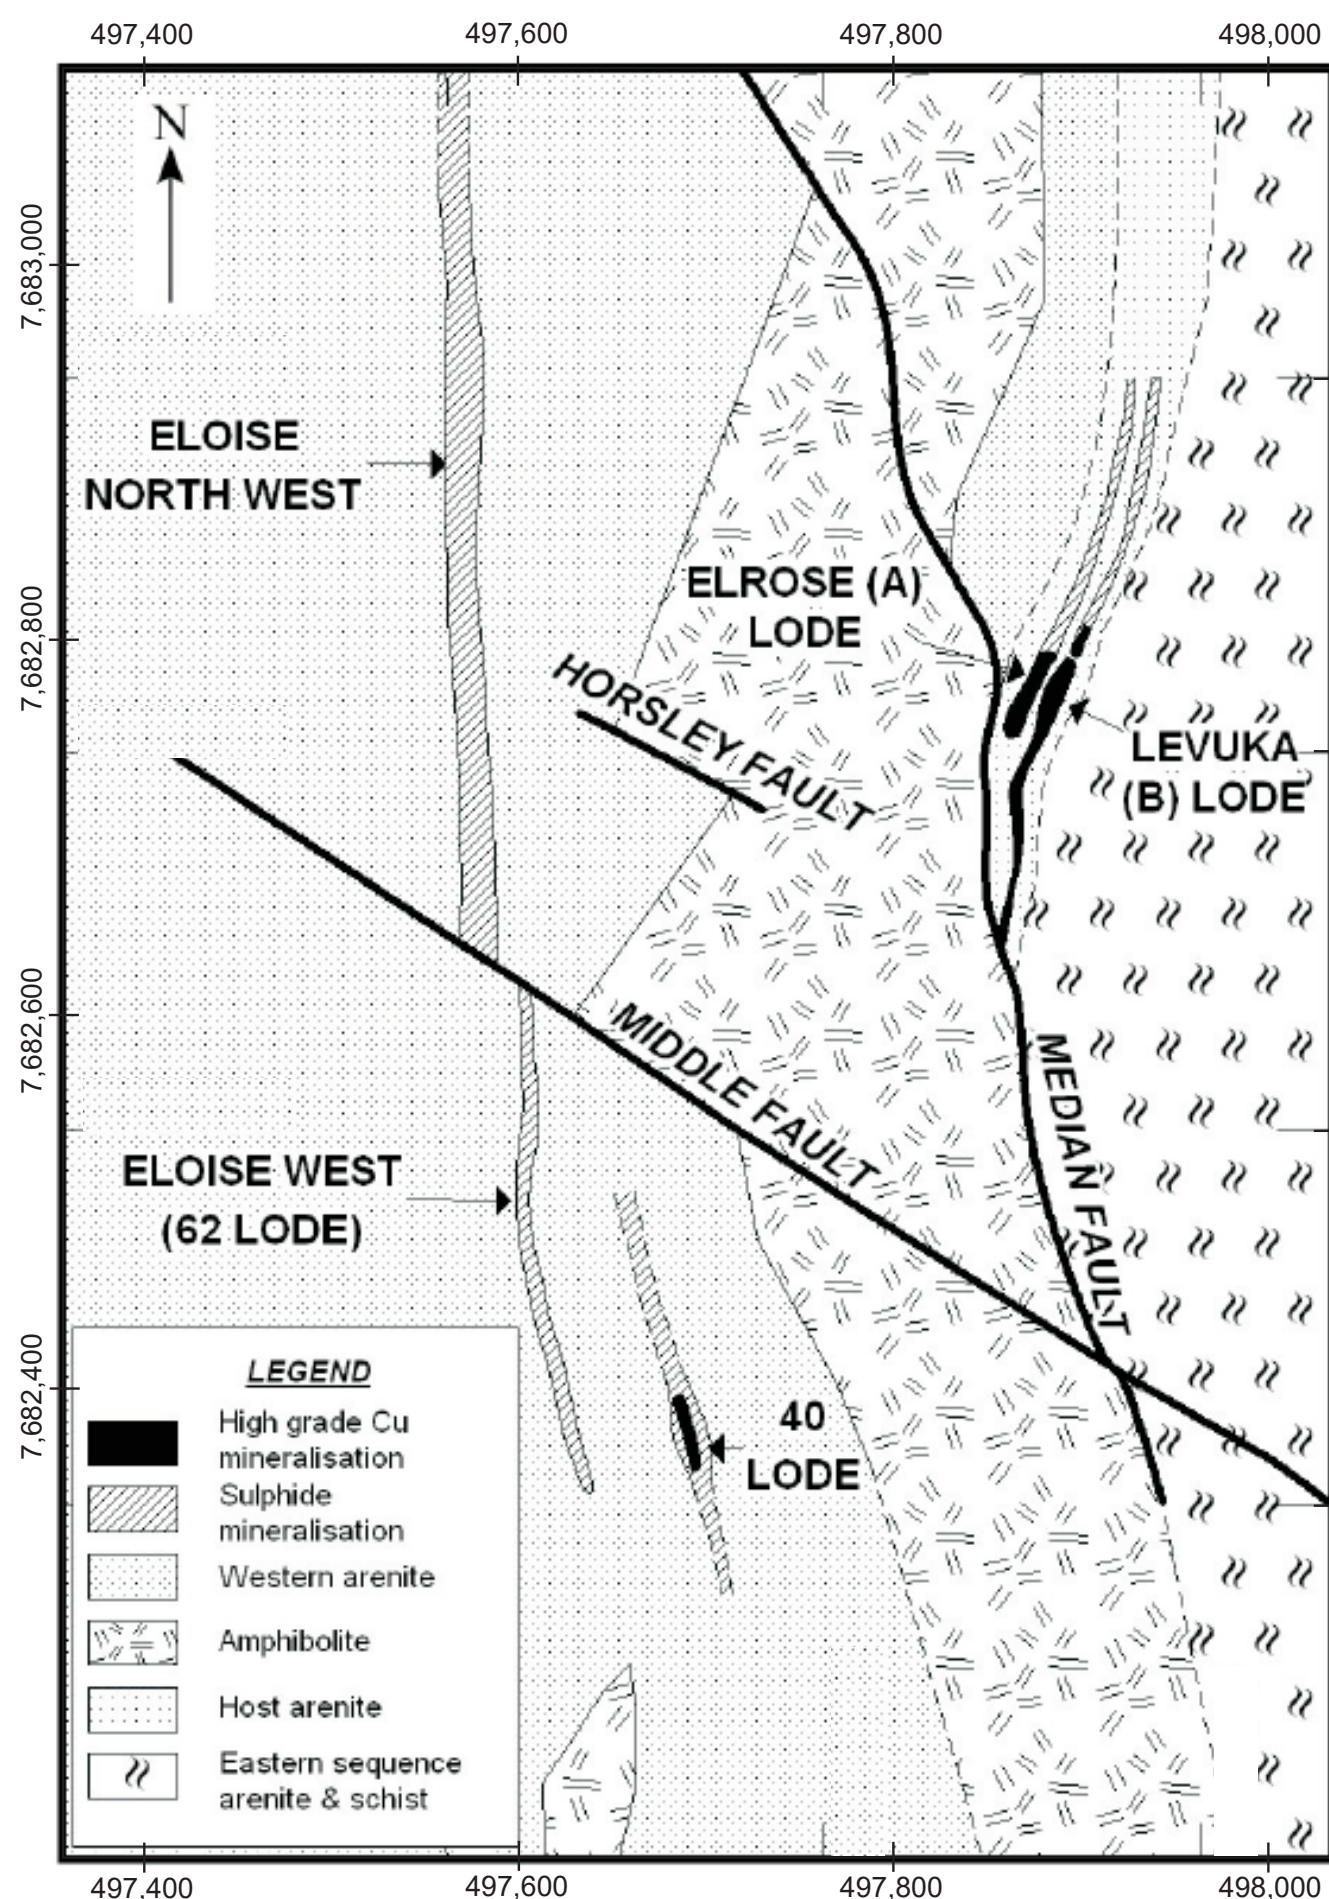 497,400
497,600
497,800
498,000
N
7,683,000
ELOISE
NORTH WEST
ELROSE (A)
LODE
7,682,800
HORSLEY FAULT
LEVUKA
(B) LODE
7,682,600
MIDDLE FAULT
MEDIAN FAULT
ELOISE WEST
(62 LODE)
7,682,400
40
LODE
LEGEND
High grade Cu
mineralisation
Sulphide
mineralisation
Western arenite
Amphibolite
Host arenite
Eastern sequence
arenite & schist
497,400
497,600
497,800
498,000